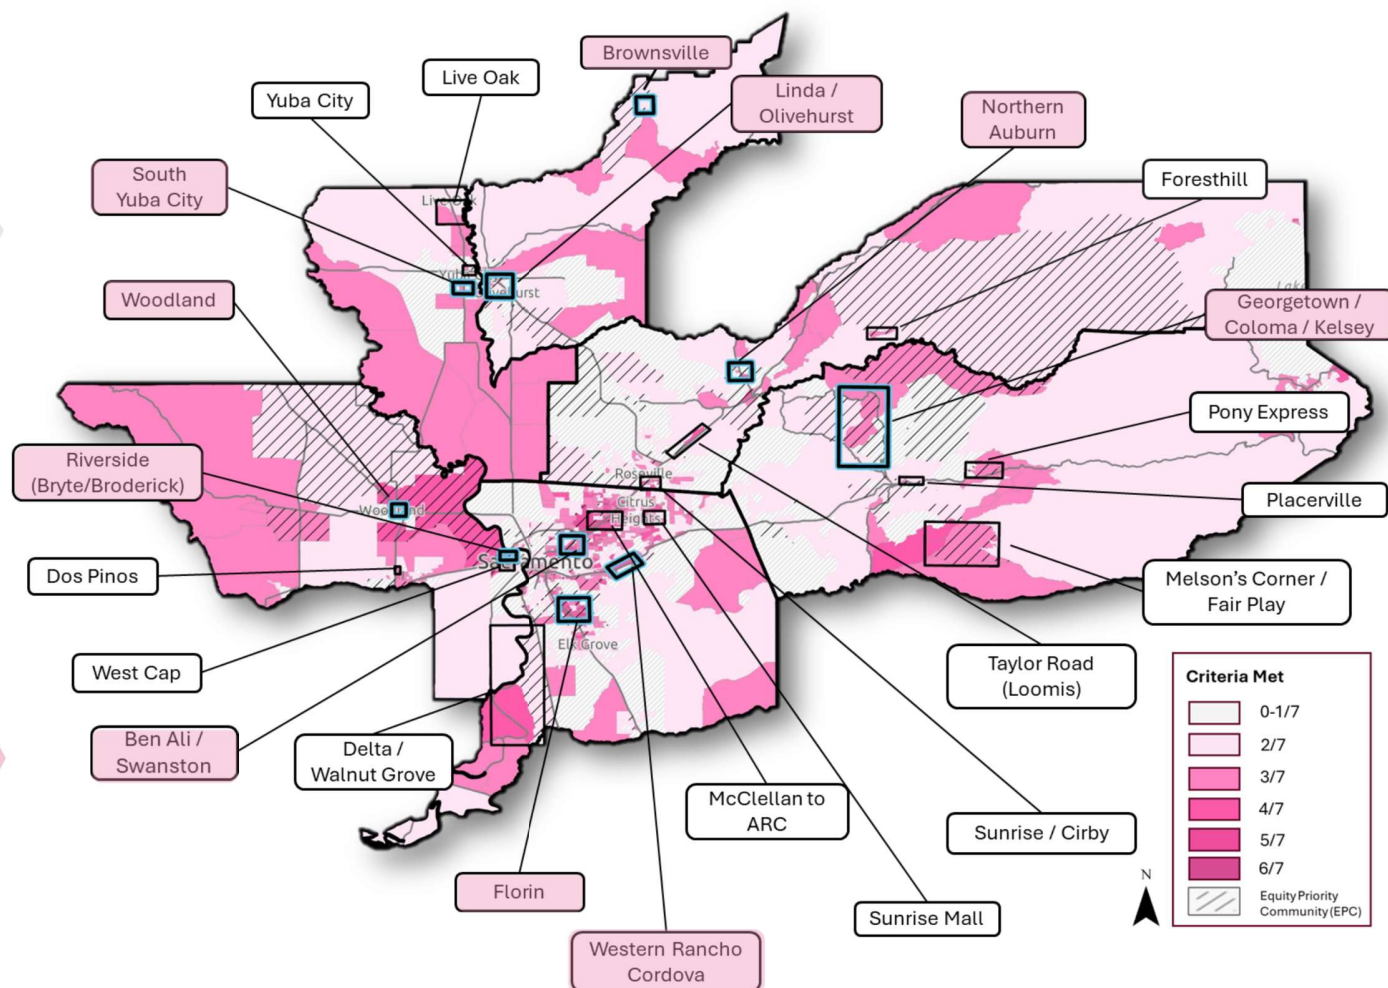 Brownsville
Live Oak
Yuba City
Linda /
Olivehurst
Northern
Auburn
South
Yuba City
Foresthill
Live Oak
Woodland
Georgetown /
Coloma / Kelsey
Pony Express
Riverside
(Bryte/Broderick)
Roseville
Citrus
Heights
Placerville
Sacramento
Dos Pinos
Melson's Corner /
Fair Play
Elk Grove
West Cap
Taylor Road
(Loomis)
Ben Ali /
Swanston
Delta /
Walnut Grove
McClellan to
ARC
Sunrise / Cirby
Florin
Sunrise Mall
Western Rancho
Cordova
Criteria Met
0-1/7
2/7
3/7
4/7
5/7
6/7
Equity Priority
Community (EPC)
N